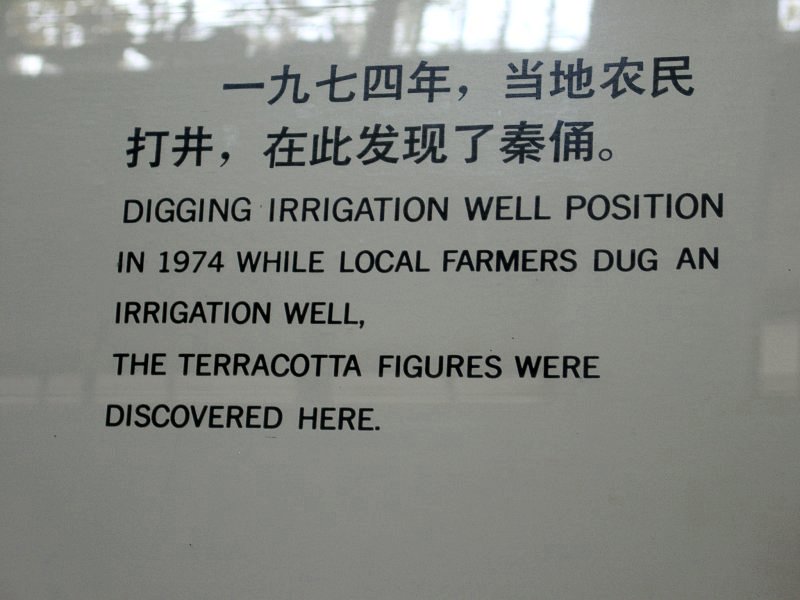 一九七四年，当地农民
打井，在此发现了秦俑。
DIGGING IRRIGATION WELL POSITION
IN 1974 WHILE LOCAL FARMERS DUG AN
IRRIGATION WELL,
THE TERRACOTTA FIGURES WERE
DISCOVERED HERE.